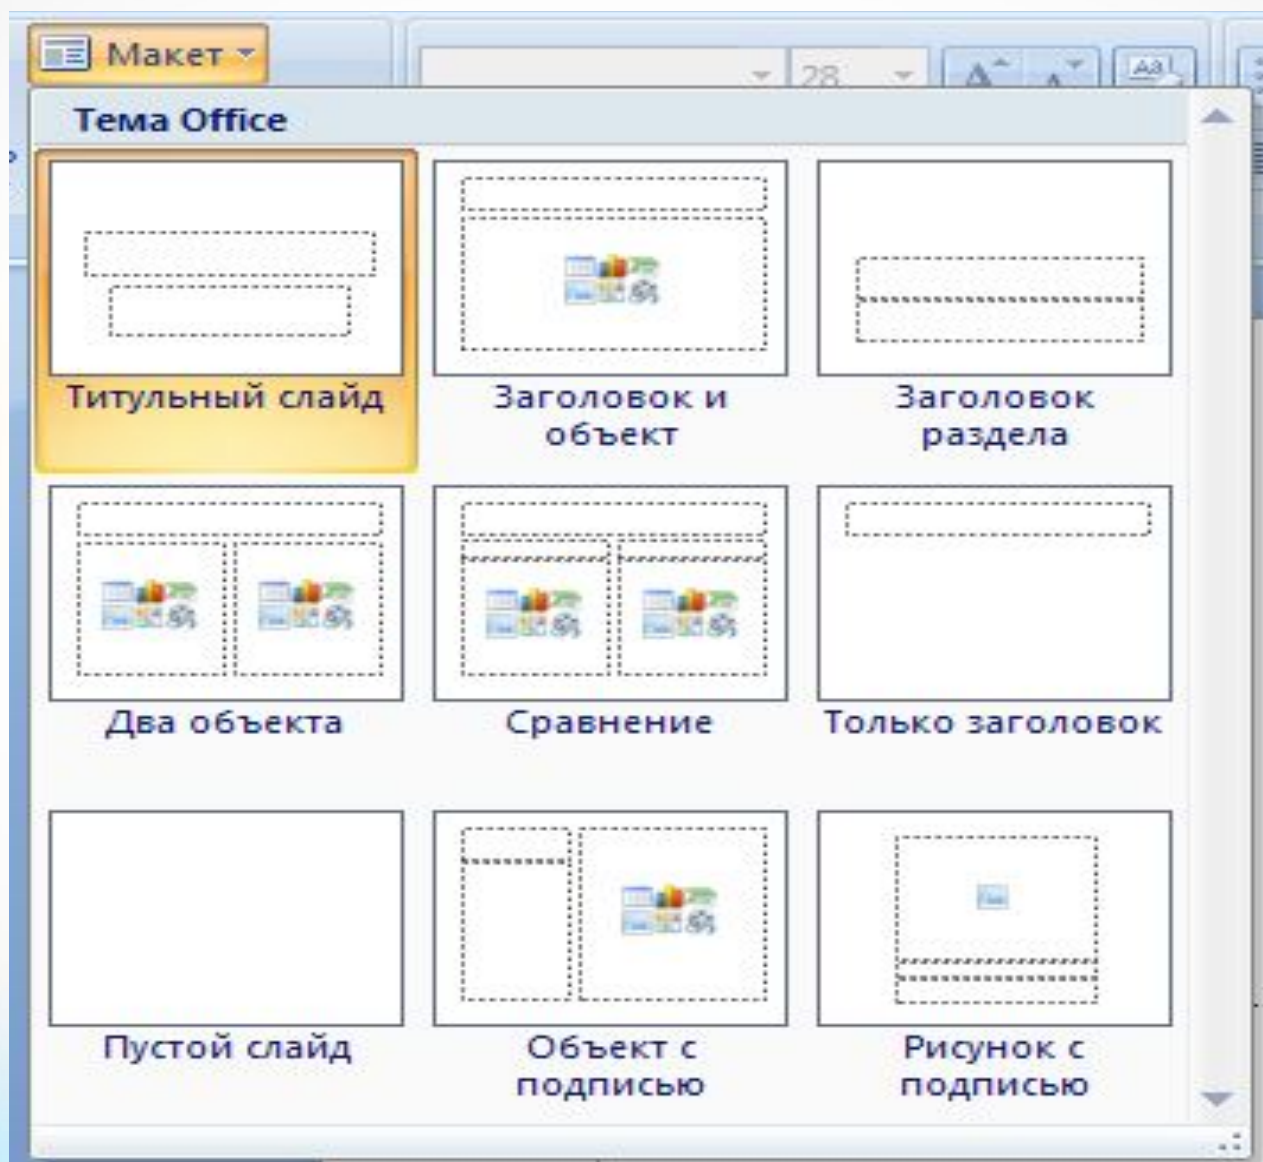 Макет
28
A A Aa
Тема Office
Титульный слайд
Заголовок и
объект
Заголовок
раздела
Два объекта
Сравнение
Только заголовок
Пустой слайд
Объект с
подписью
Рисунок с
подписью